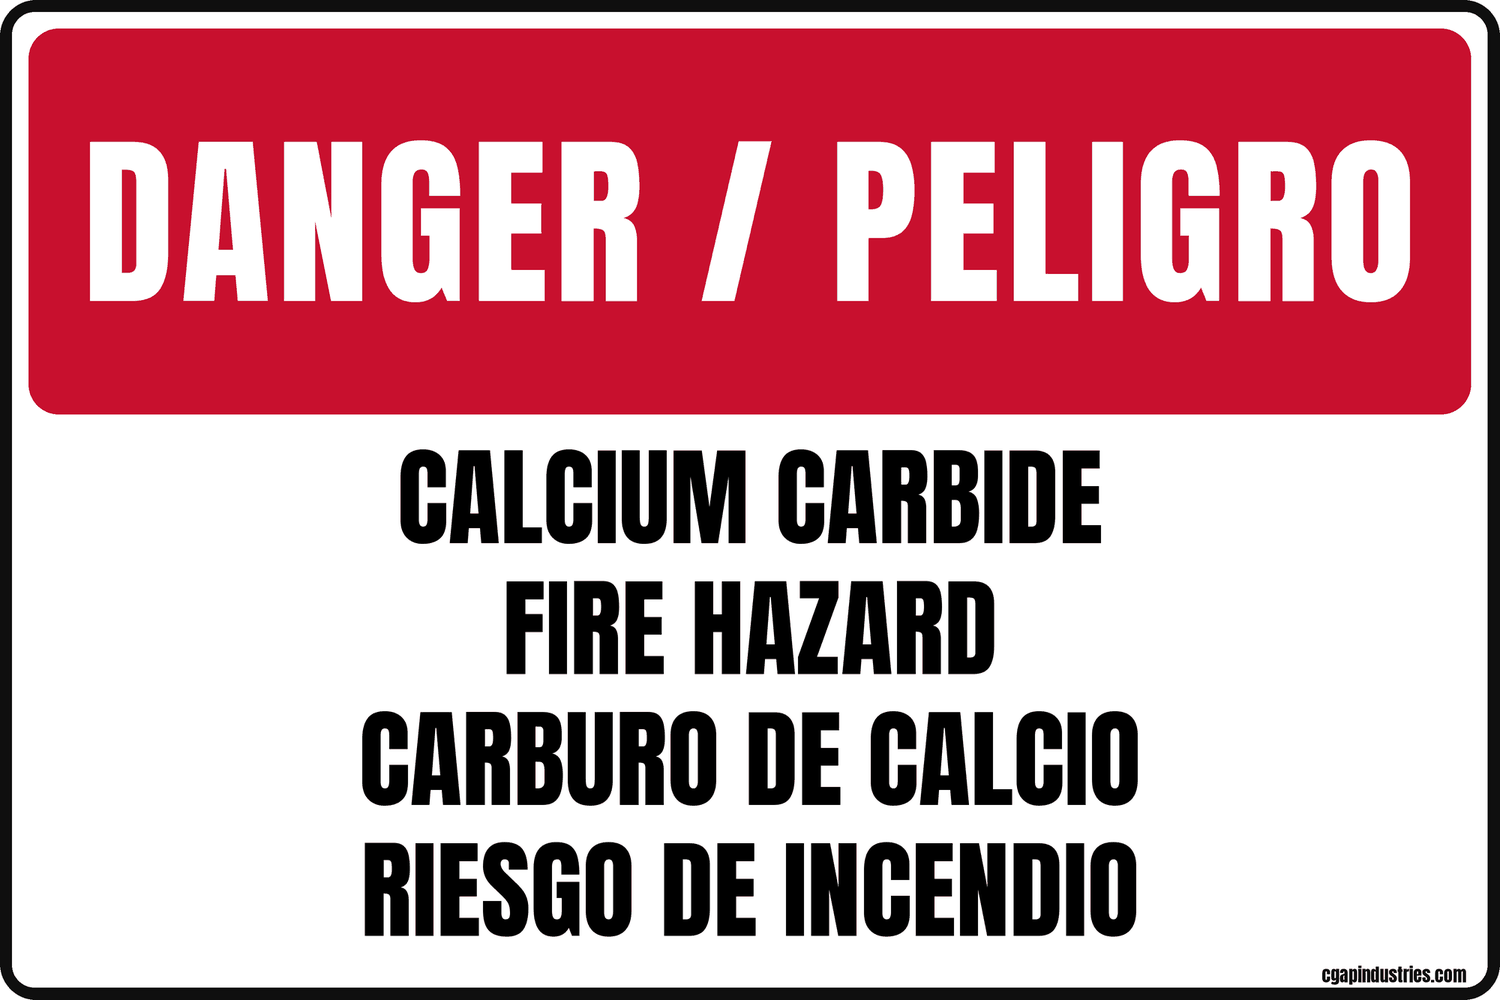 DANGER / PELIGRO
CALCIUM CARBIDE
FIRE HAZARD
CARBURO DE CALCIO
RIESGO DE INCENDIO
cgapindustries.com